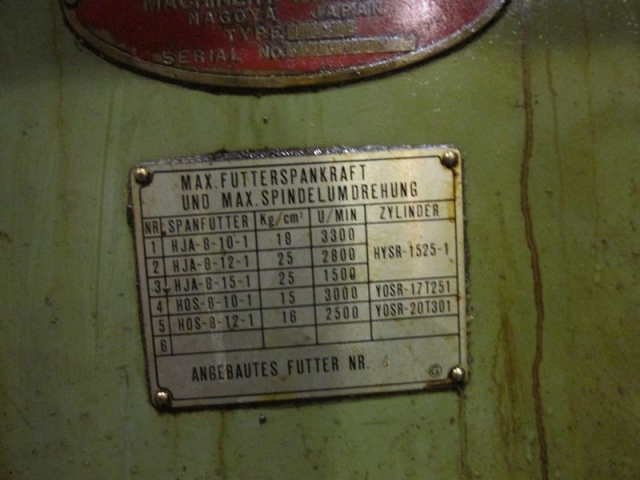 MACHINERY
NAGOYA JAPAN
TYPE
SERIAL No.
MAX. FUTTERSPANKRAFT
UND MAX. SPINDELUMDREHUNG
NR. SPANFUTTER Kg/cm² U/MIN ZYLINDER
1 HJA-8-10-1 18 3300 HYSR-1525-1
2 HJA-8-12-1 25 2800
3 HJA-8-15-1 25 1500
4 HOS-8-10-1 15 3000 YOSR-17T251
5 HOS-8-12-1 16 2500 YOSR-20T301
6
ANGEBAUTES FUTTER NR. G